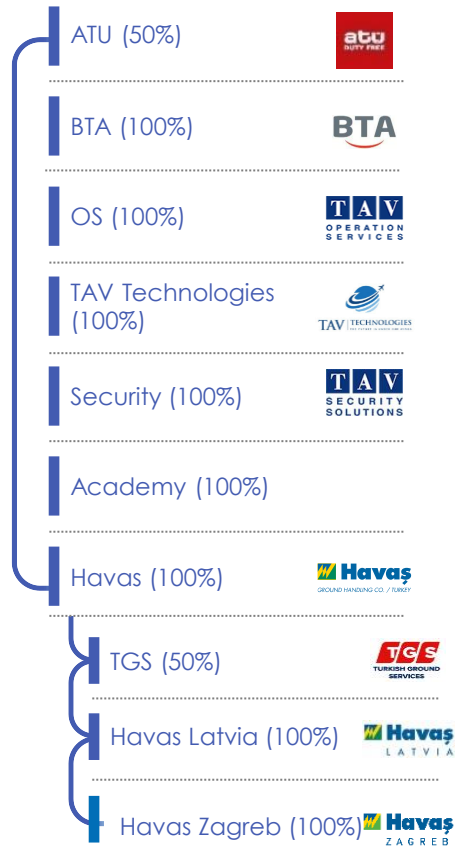 ATU (50%)
atü
DUTY FREE
BTA (100%)
BTA
OS (100%)
TAV
OPERATION
SERVICES
TAV Technologies
(100%)
TAV TECHNOLOGIES
Security (100%)
TAV
SECURITY
SOLUTIONS
Academy (100%)
Havas (100%)
Havaş
GROUND HANDLING CO. / TURKEY
TGS (50%)
TGS
TURKISH GROUND
SERVICES
Havas Latvia (100%)
Havaş
LATVIA
Havas Zagreb (100%)
Havaş
ZAGREB